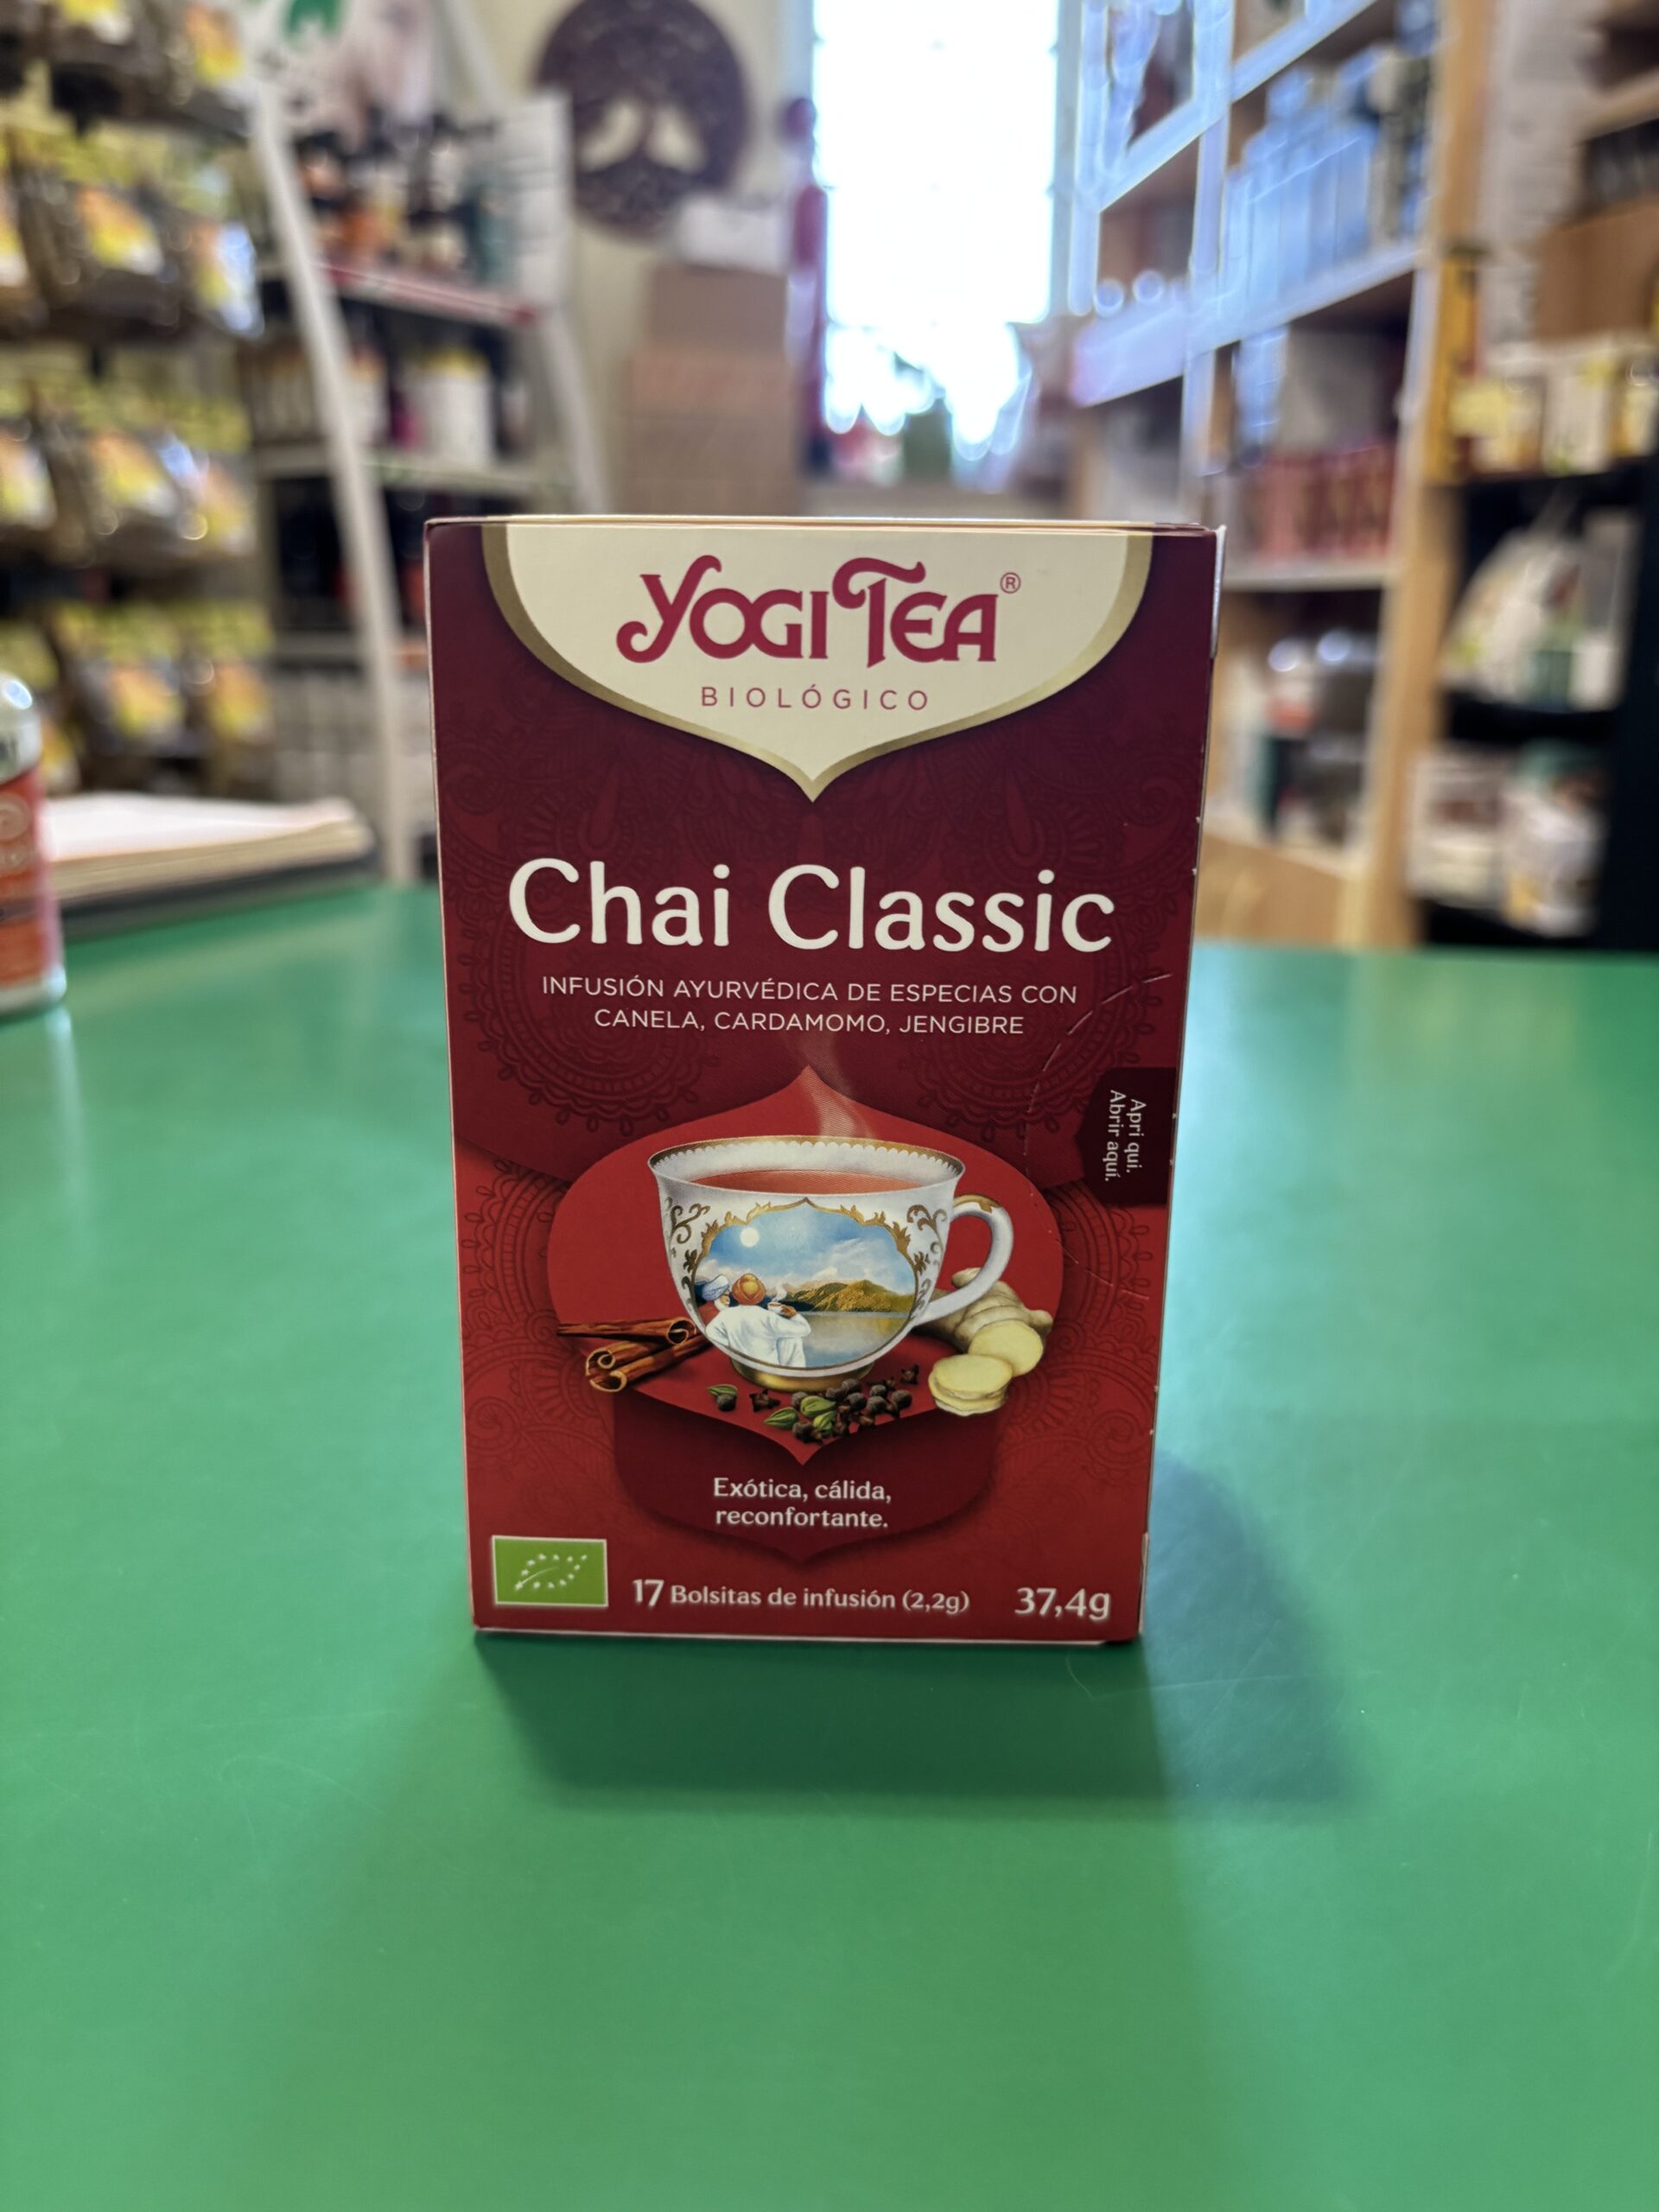 YOGI TEA®
BIOLÓGICO
Chai Classic
INFUSIÓN AYURVÉDICA DE ESPECIAS CON
CANELA, CARDAMOMO, JENGIBRE
Apri qui.
Abrir aquí.
Exótica, cálida,
reconfortante.
17 Bolsitas de infusión (2,2g) 37,4g